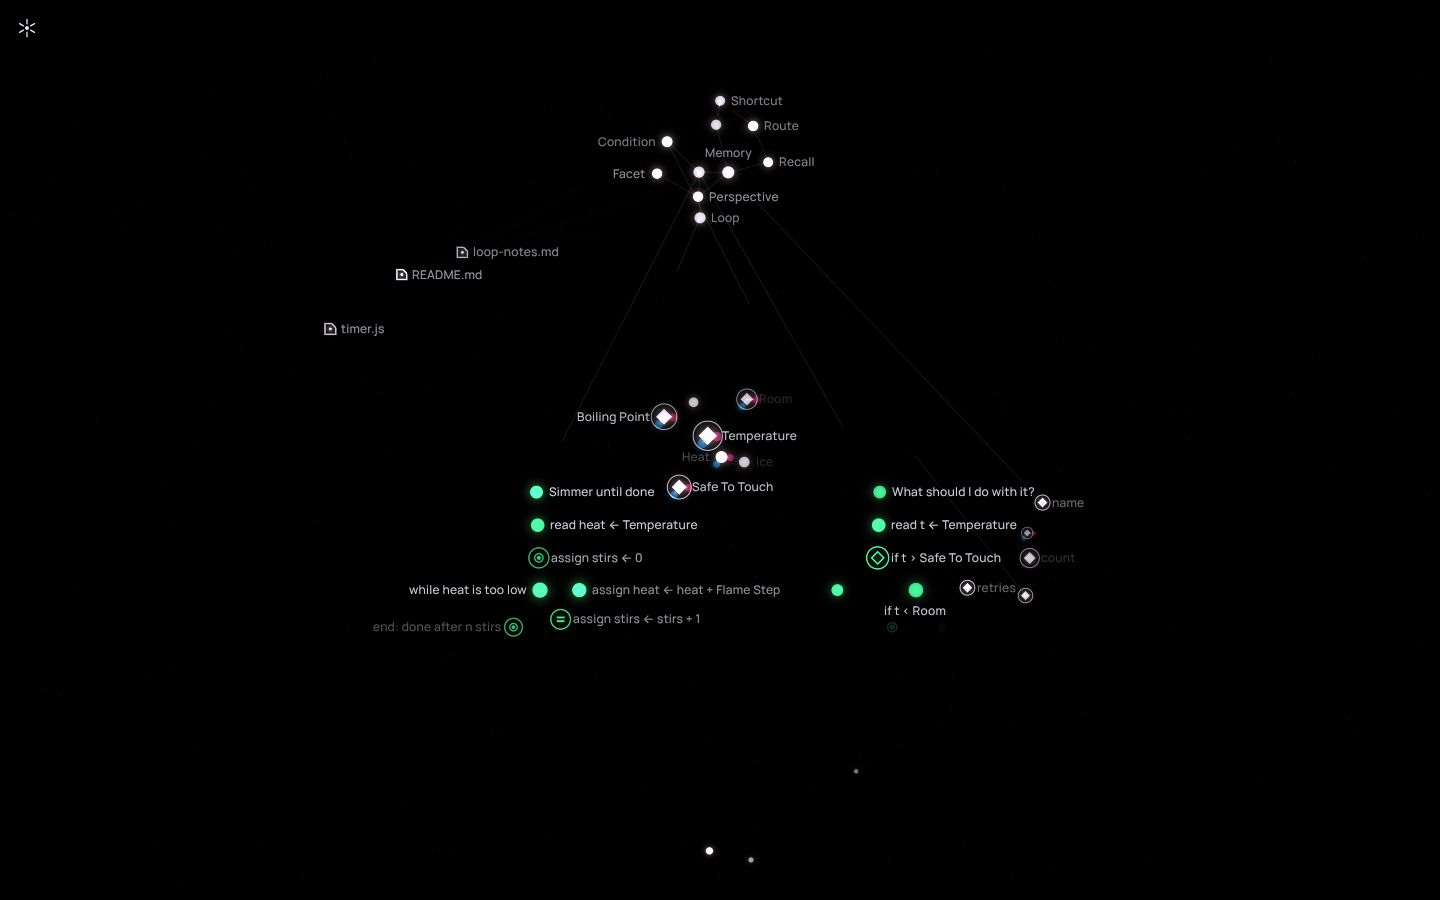 Shortcut
Route
Condition
Memory
Recall
Facet
Perspective
Loop
loop-notes.md
README.md
timer.js
Room
Boiling Point
Temperature
Heat
Ice
Safe To Touch
Simmer until done
What should I do with it?
name
read heat ← Temperature
read t ← Temperature
assign stirs ← 0
if t > Safe To Touch
count
while heat is too low
assign heat ← heat + Flame Step
retries
if t < Room
assign stirs ← stirs + 1
end: done after n stirs